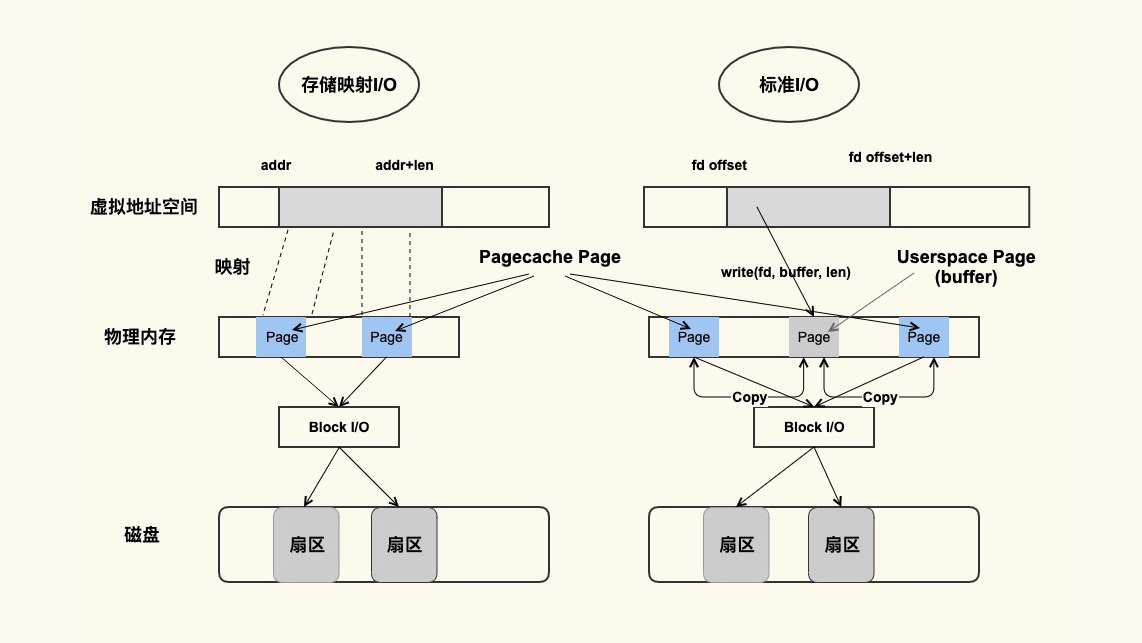 存储映射I/O
标准I/O
addr
addr+len
fd offset
fd offset+len
虚拟地址空间
映射
Pagecache Page
write(fd, buffer, len)
Userspace Page
(buffer)
物理内存
Page
Page
Page
Page
Page
Copy
Copy
Block I/O
Block I/O
磁盘
扇区
扇区
扇区
扇区